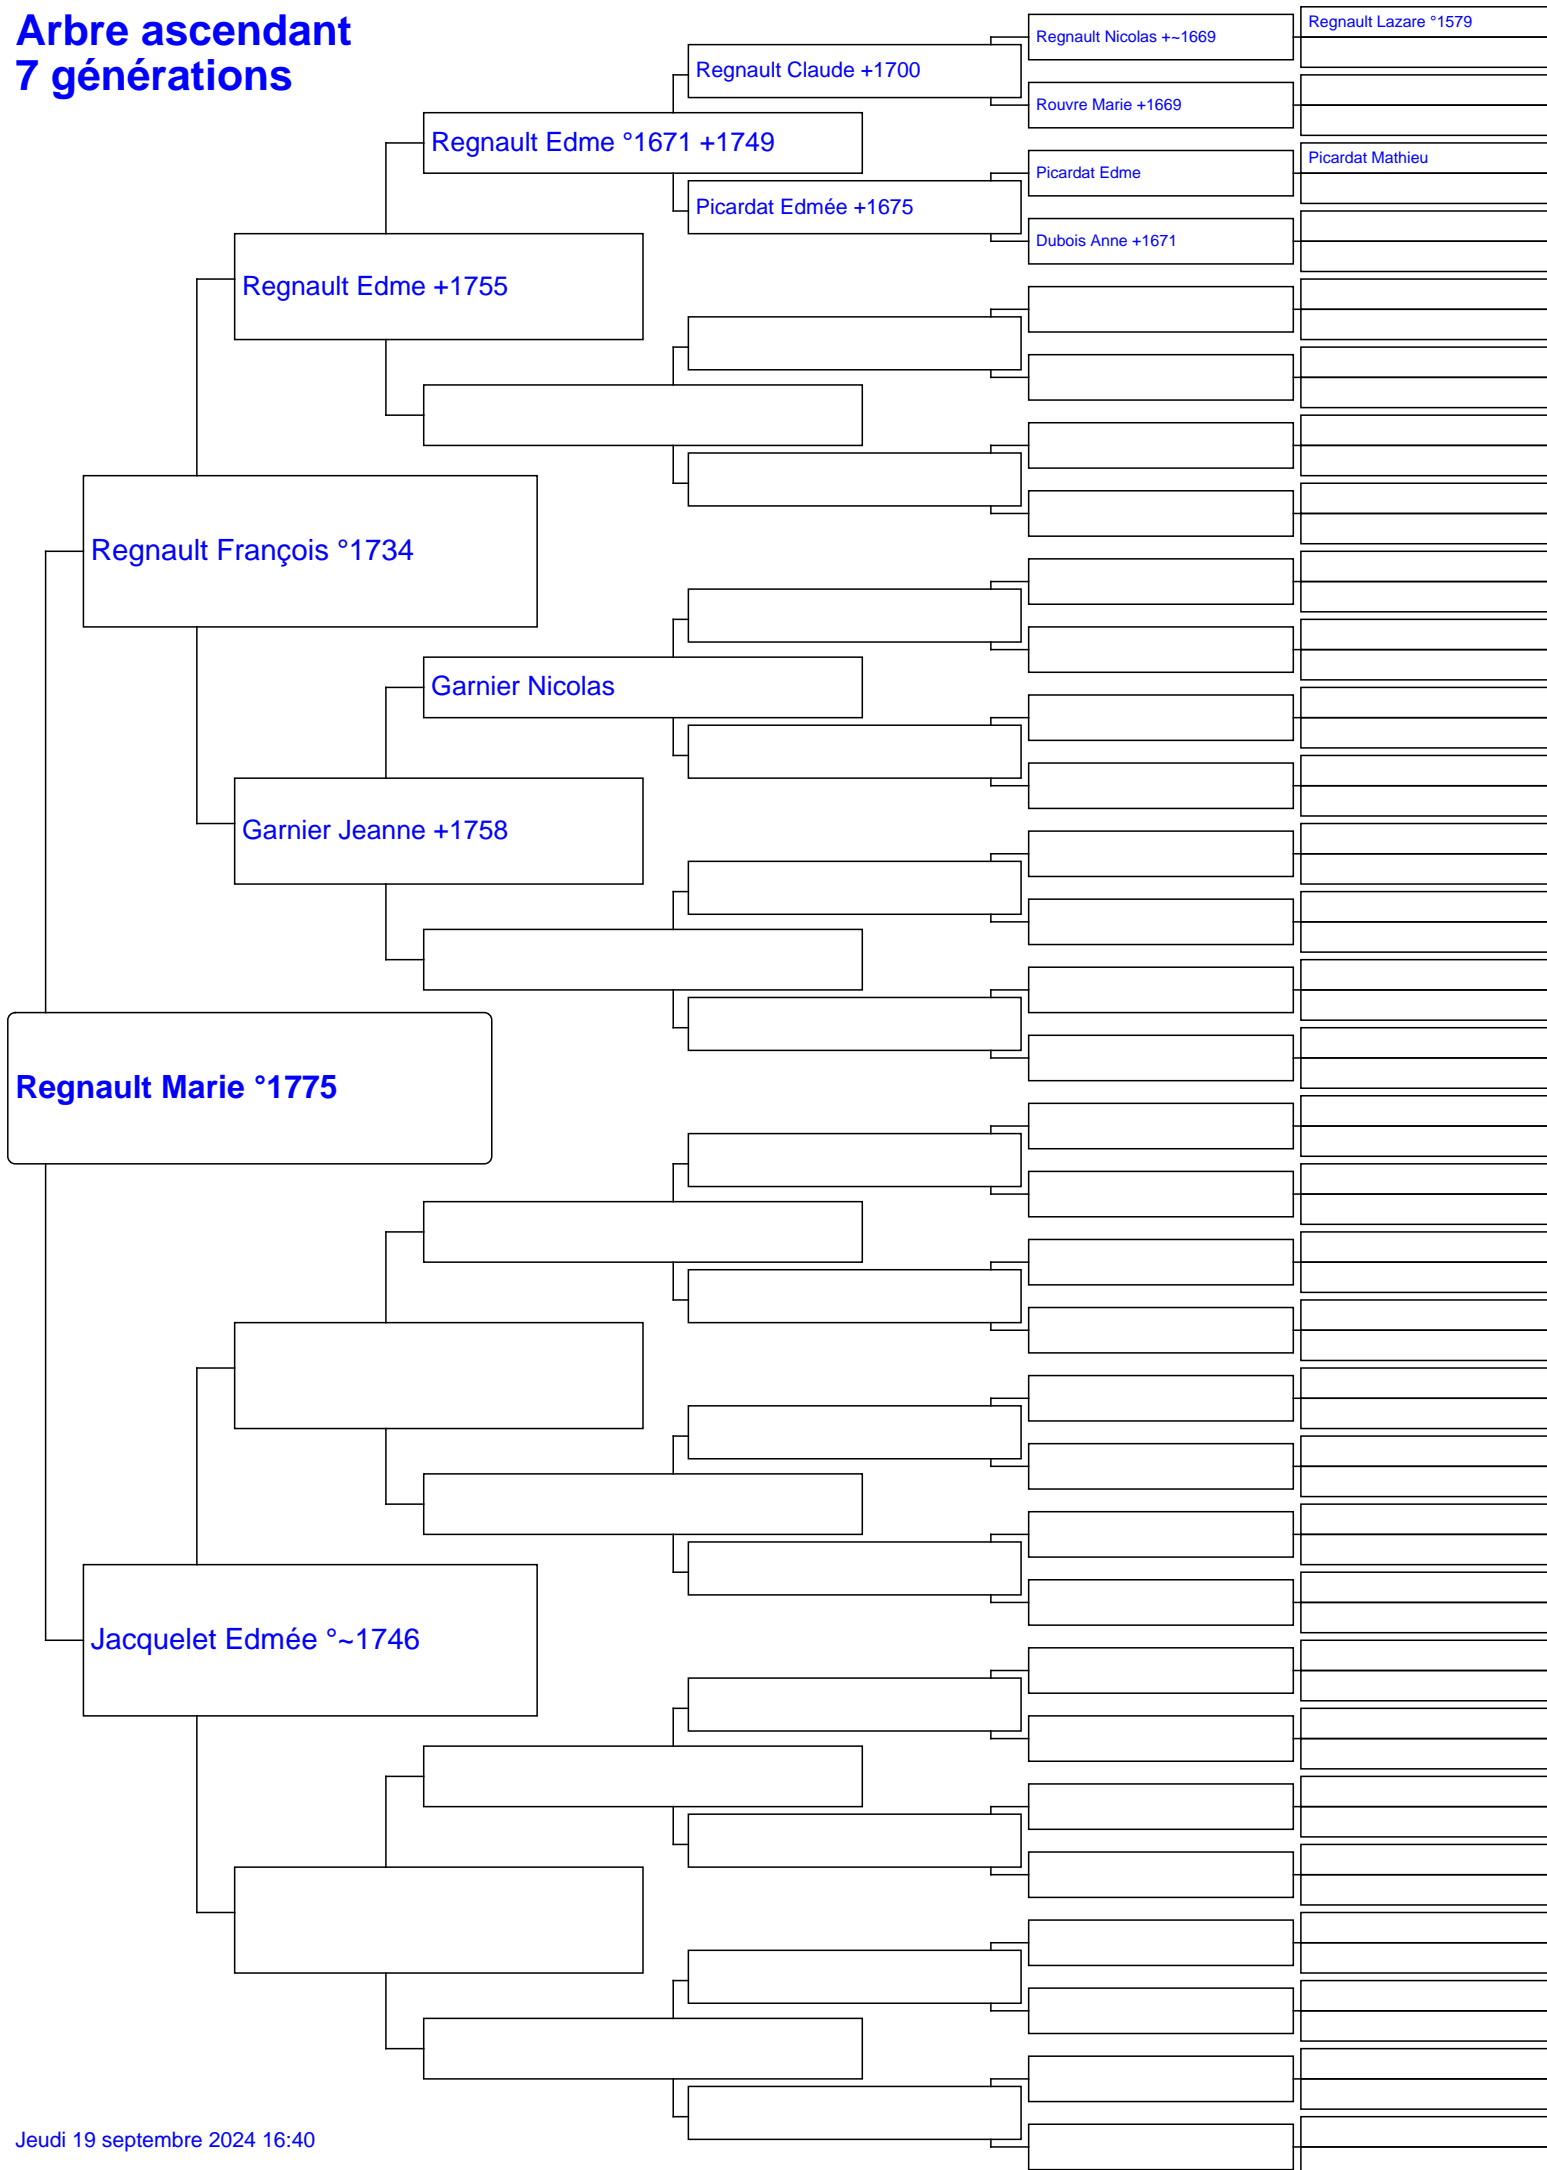 Arbre ascendant
7 générations
Regnault Lazare °1579
Regnault Nicolas +~1669
Regnault Claude +1700
Rouvre Marie +1669
Regnault Edme °1671 +1749
Picardat Mathieu
Picardat Edme
Picardat Edmée +1675
Dubois Anne +1671
Regnault Edme +1755
Regnault François °1734
Garnier Nicolas
Garnier Jeanne +1758
Regnault Marie °1775
Jacquelet Edmée °~1746
Jeudi 19 septembre 2024 16:40